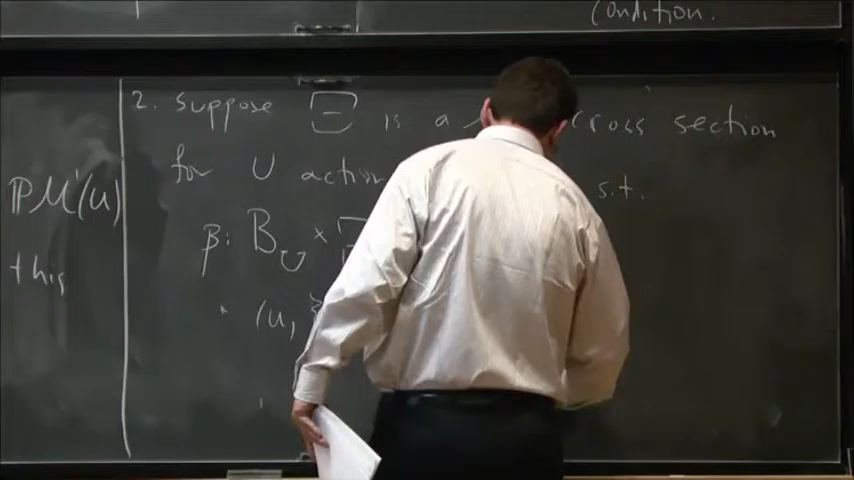 Condition.
2. Suppose Ξ is a cross section
for U action s.t.
β: B_U ×
(u,
ℙM'(u)
this